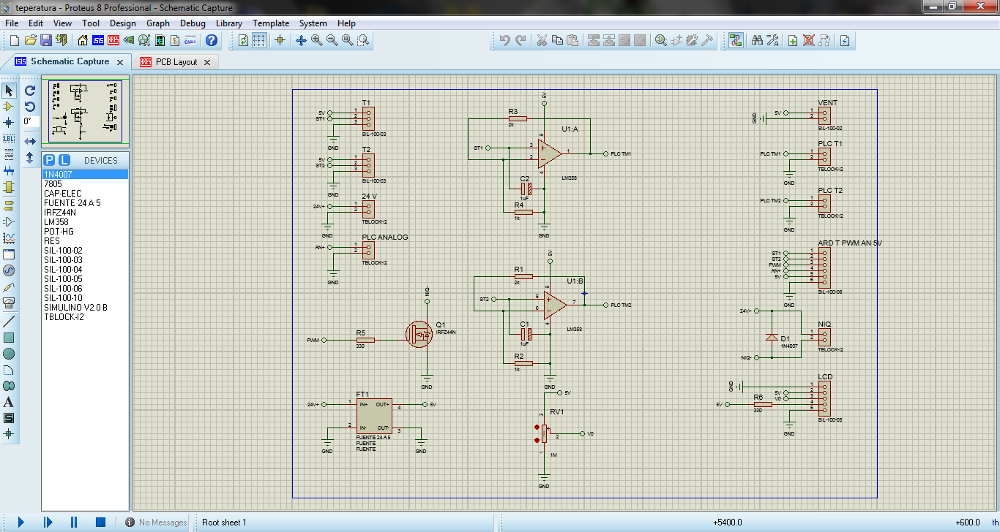 teperatura - Proteus 8 Professional - Schematic Capture
File Edit View Tool Design Graph Debug Library Template System Help
Schematic Capture
PCB Layout
0°
LBL
P L DEVICES
1N4007
7805
CAP-ELEC
FUENTE 24 A 5
IRFZ44N
LM358
POT-HG
RES
SIL-100-02
SIL-100-03
SIL-100-04
SIL-100-05
SIL-100-06
SIL-100-10
SIMULINO V2.0 B
TBLOCK-I2
T1
5V
BT1
1
2
3
SIL-100-03
GND
T2
5V
BT2
1
2
3
SIL-100-03
GND
24 V
24V+
1
2
TBLOCK-I2
GND
PLC ANALOG
AN+
1
2
TBLOCK-I2
GND
NIQ-
Q1
IRFZ44N
PWM
R5
330
GND
FT1
24V+
1
IN+
OUT+
4
5V
2
IN-
OUT-
3
GND
FUENTE 24 A 5
FUENTE
FUENTE
GND
5V
R3
2k
U1:A
8
BT1
3
2
1
PLC TM1
4
LM358
C2
1uF
R4
1k
GND
5V
R1
2k
U1:B
8
BT2
5
6
7
PLC TM2
4
LM358
C1
1uF
R2
1k
GND
5V
RV1
3
2
V0
1
1M
GND
VENT
5V
GND
1
2
SIL-100-02
PLC T1
PLC TM1
1
2
TBLOCK-I2
GND
PLC T2
PLC TM2
1
2
TBLOCK-I2
GND
ARD T PWM AN 5V
BT1
BT2
PWM
AN+
5V
1
2
3
4
5
6
SIL-100-06
GND
24V+
NIQ.
1
2
TBLOCK-I2
D1
1N4007
NIQ-
LCD
GND
5V
V0
1
2
3
4
5
SIL-100-05
5V
R6
330
GND
No Messages
Root sheet 1
+5400.0
+600.0
th